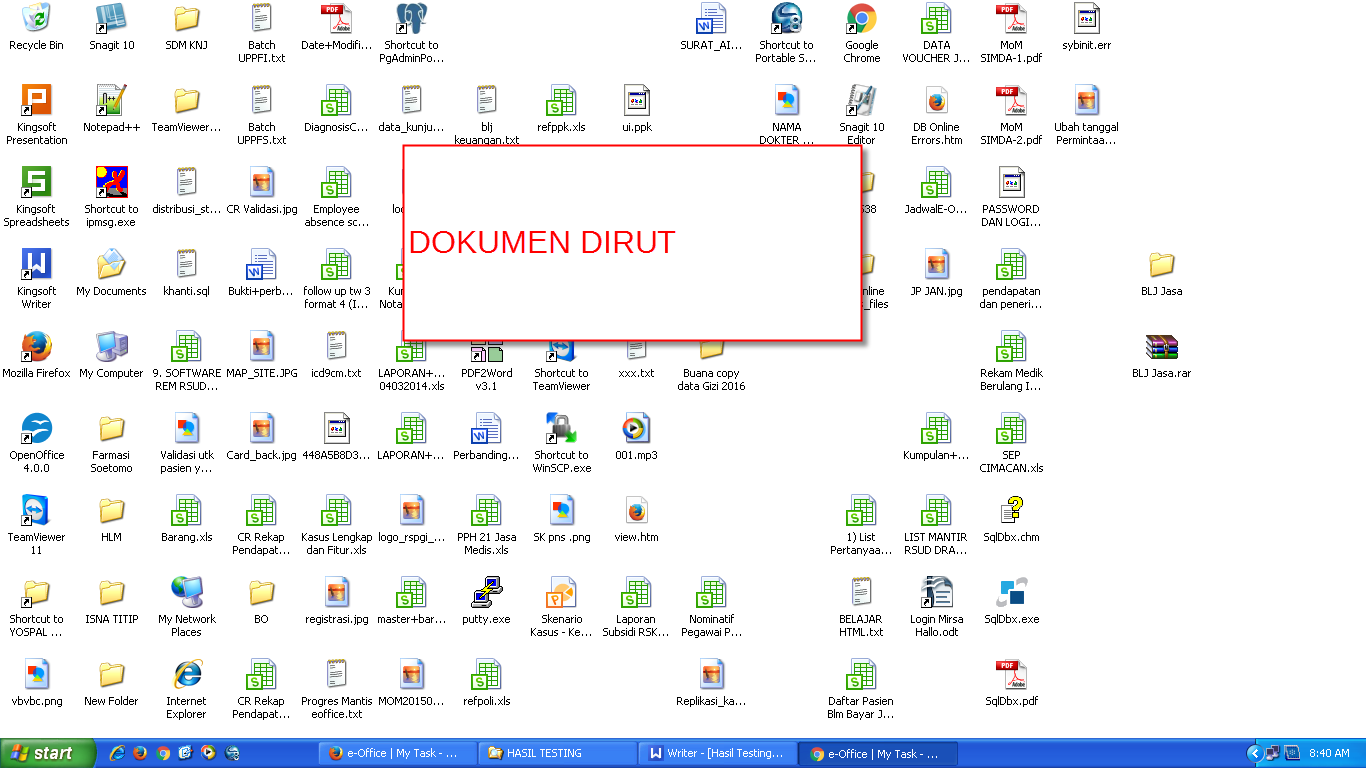 Recycle Bin
Snagit 10
SDM KNJ
Batch
UPPFI.txt
Date+Modifi...
Shortcut to
PgAdminPo...
SURAT_AI...
Shortcut to
Portable S...
Google
Chrome
DATA
VOUCHER J...
MoM
SIMDA-1.pdf
sybinit.err
Kingsoft
Presentation
Notepad++
TeamViewer...
Batch
UPPFS.txt
DiagnosisC...
data_kunju...
blj
keuangan.txt
refppk.xls
ui.ppk
NAMA
DOKTER ...
Snagit 10
Editor
DB Online
Errors.htm
MoM
SIMDA-2.pdf
Ubah tanggal
Permintaa...
DOKUMEN DIRUT
Kingsoft
Spreadsheets
Shortcut to
ipmsg.exe
distribusi_st...
CR Validasi.jpg
Employee
absence sc...
JadwalE-O...
PASSWORD
DAN LOGI...
Kingsoft
Writer
My Documents
khanti.sql
Bukti+perb...
follow up tw 3
format 4 (I...
_files
JP JAN.jpg
pendapatan
dan peneri...
BLJ Jasa
Mozilla Firefox
My Computer
9. SOFTWARE
REM RSUD...
MAP_SITE.JPG
icd9cm.txt
LAPORAN+...
04032014.xls
PDF2Word
v3.1
Shortcut to
TeamViewer
xxx.txt
Buana copy
data Gizi 2016
Rekam Medik
Berulang I...
BLJ Jasa.rar
OpenOffice
4.0.0
Farmasi
Soetomo
Validasi utk
pasien y...
Card_back.jpg
448A5B8D3...
LAPORAN+...
Perbanding...
Shortcut to
WinSCP.exe
001.mp3
Kumpulan+...
SEP
CIMACAN.xls
TeamViewer
11
HLM
Barang.xls
CR Rekap
Pendapat...
Kasus Lengkap
dan Fitur.xls
logo_rspgi_...
PPH 21 Jasa
Medis.xls
SK pns .png
view.htm
1) List
Pertanyaa...
LIST MANTIR
RSUD DRA...
SqlDbx.chm
Shortcut to
YOSPAL ...
ISNA TITIP
My Network
Places
BO
registrasi.jpg
master+bar...
putty.exe
Skenario
Kasus - Ke...
Laporan
Subsidi RSK...
Nominatif
Pegawai P...
BELAJAR
HTML.txt
Login Mirsa
Hallo.odt
SqlDbx.exe
vbvbc.png
New Folder
Internet
Explorer
CR Rekap
Pendapat...
Progres Mantis
eoffice.txt
MOM20150...
refpoli.xls
Replikasi_ka...
Daftar Pasien
Blm Bayar J...
SqlDbx.pdf
start
e-Office | My Task - ...
HASIL TESTING
Writer - [Hasil Testing...
e-Office | My Task - ...
8:40 AM